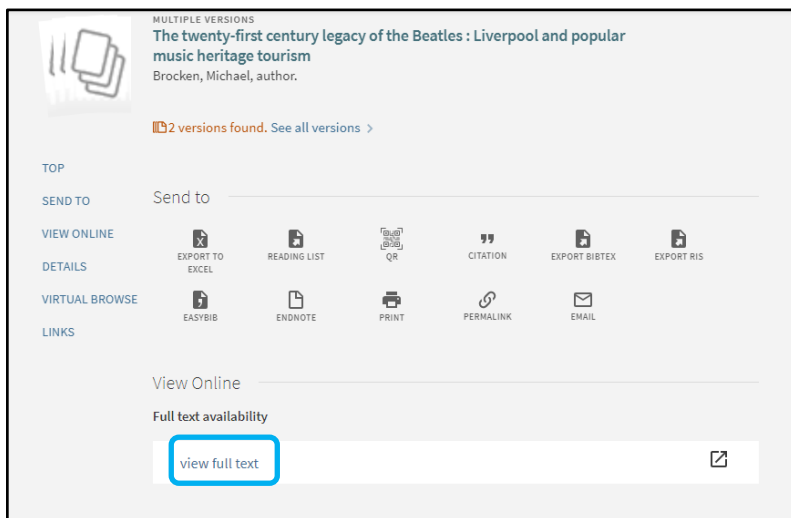 MULTIPLE VERSIONS
The twenty-first century legacy of the Beatles : Liverpool and popular
music heritage tourism
Brocken, Michael, author.
2 versions found. See all versions >
TOP
SEND TO
VIEW ONLINE
DETAILS
VIRTUAL BROWSE
LINKS
Send to
EXPORT TO
EXCEL
READING LIST
QR
CITATION
EXPORT BIBTEX
EXPORT RIS
EASYBIB
ENDNOTE
PRINT
PERMALINK
EMAIL
View Online
Full text availability
view full text